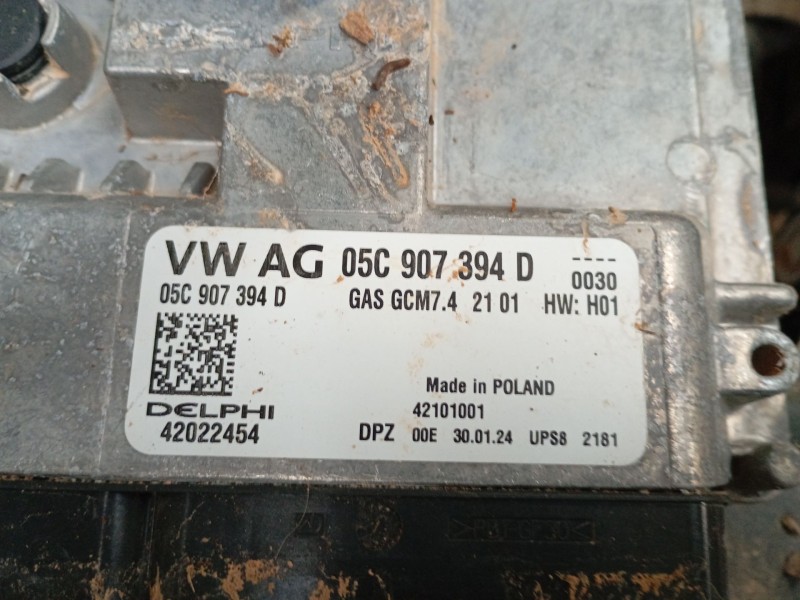 VW AG 05C 907 394 D
----
0030
05C 907 394 D GAS GCM7.4 21 01 HW: H01
Made in POLAND
DELPHI 42101001
42022454 DPZ 00E 30.01.24 UPS8 2181